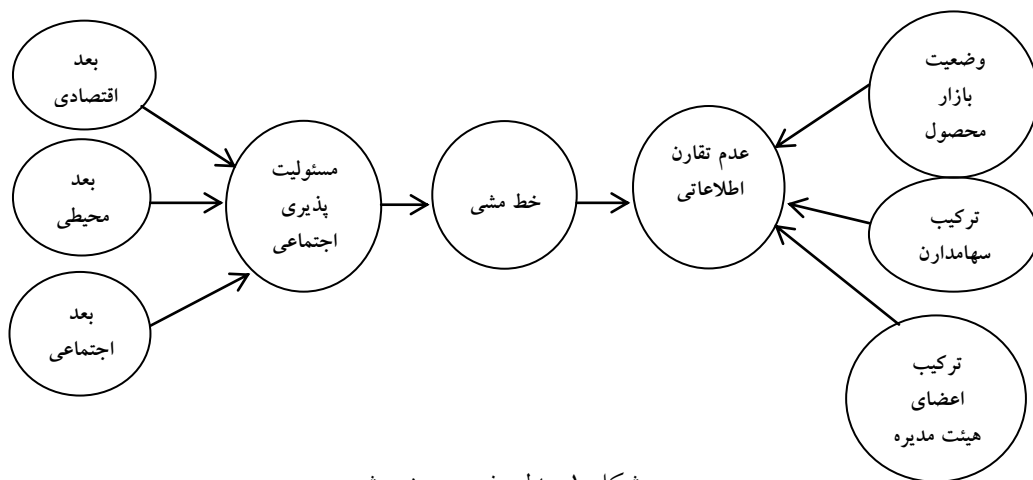 وضعیت
بازار
محصول
بعد
اقتصادی
عدم تقارن
اطلاعاتی
خط مشی
مسئولیت
پذیری
اجتماعی
بعد
محیطی
ترکیب
سهامدارن
بعد
اجتماعی
ترکیب
اعضای
هیئت مدیره